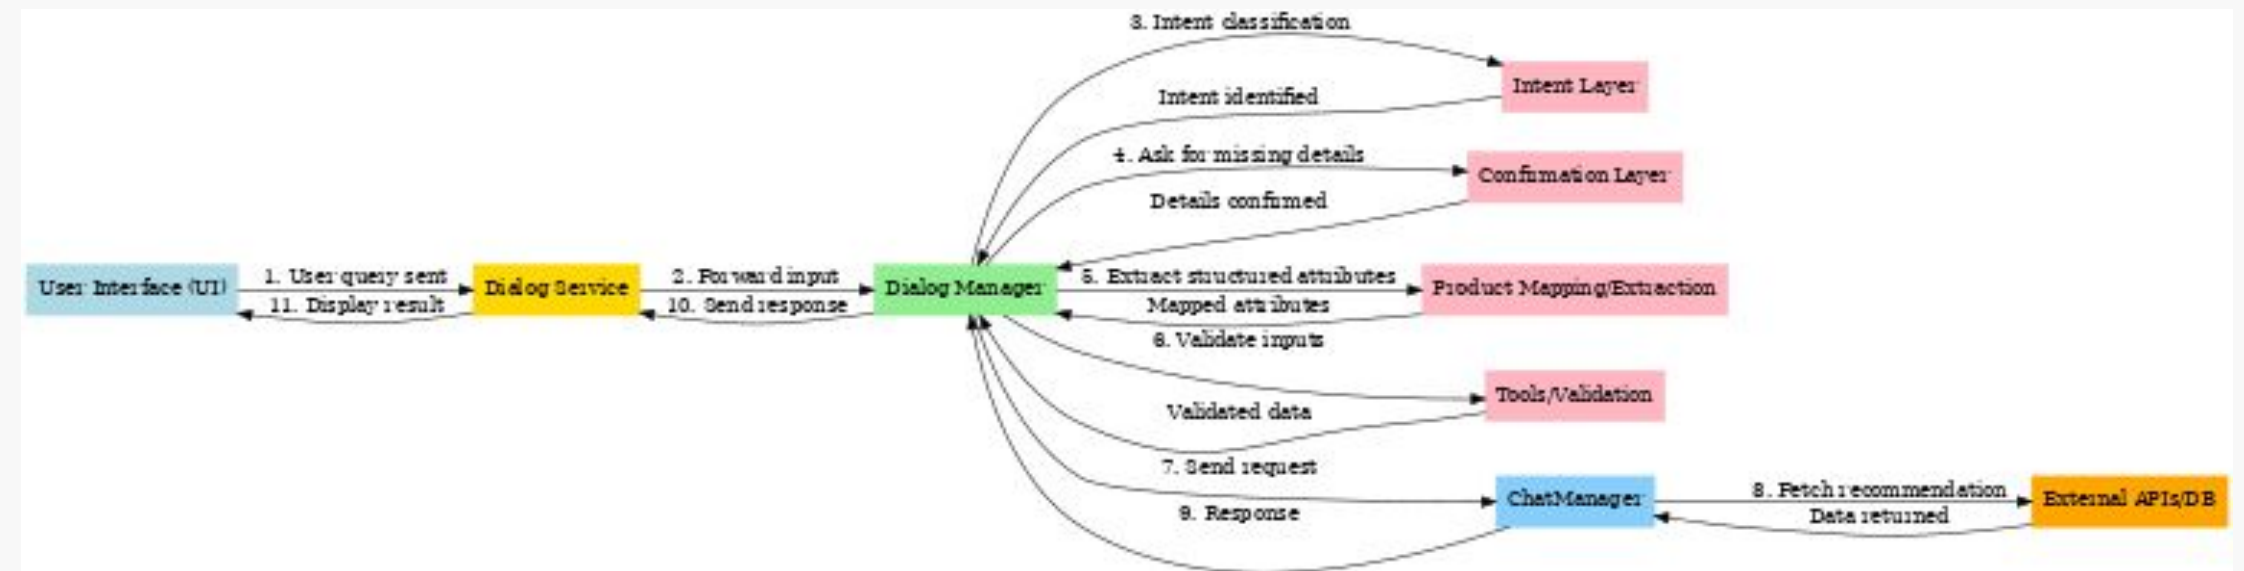 3. Intent classification
Intent Layer
Intent identified
4. Ask for missing details
Confirmation Layer
Details confirmed
User Interface (UI)
1. User query sent
11. Display result
Dialog Service
2. Forward input
10. Send response
Dialog Manager
5. Extract structured attributes
Mapped attributes
Product Mapping/Extraction
6. Validate inputs
Tools/Validation
Validated data
7. Send request
ChatManager
8. Fetch recommendation
Data returned
External APIs/DB
9. Response